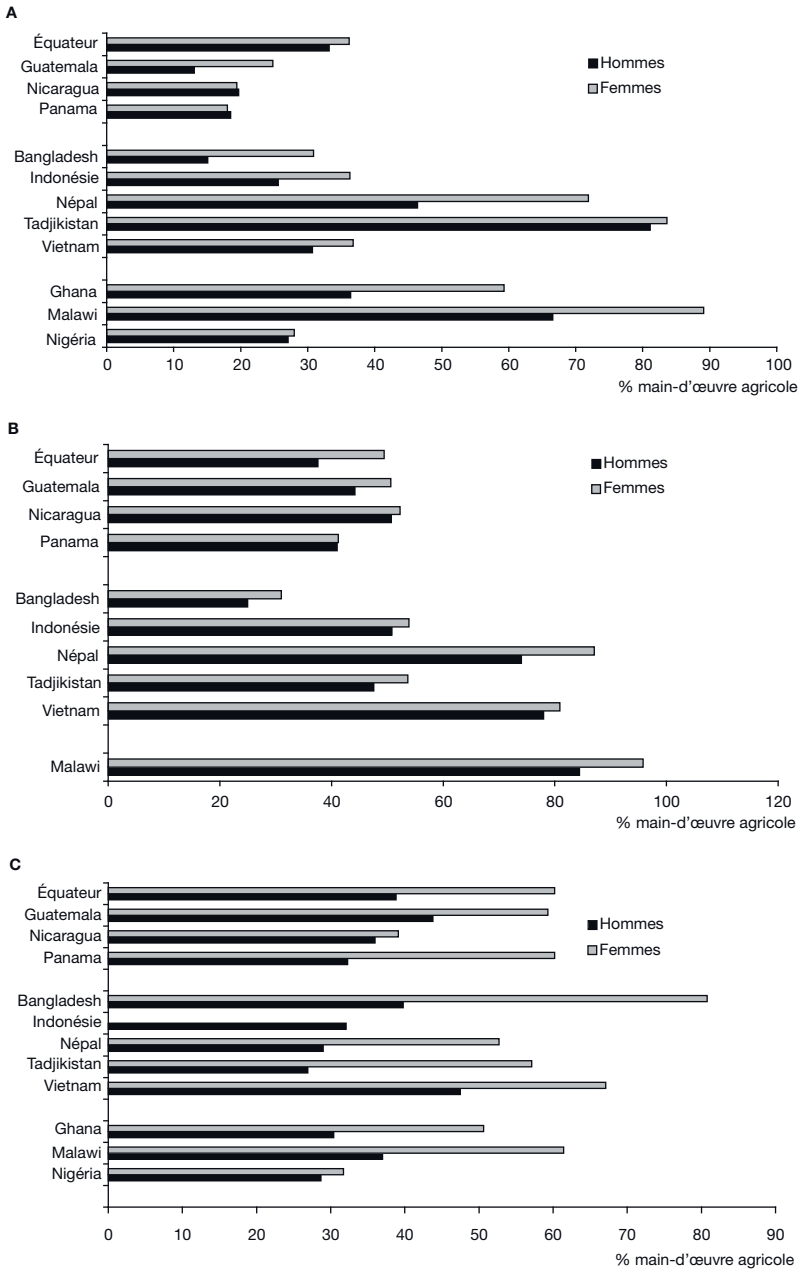 A
Équateur
Guatemala
Nicaragua
Panama
Bangladesh
Indonésie
Népal
Tadjikistan
Vietnam
Ghana
Malawi
Nigéria
Hommes
Femmes
0 10 20 30 40 50 60 70 80 90 100
% main-d’œuvre agricole
B
Équateur
Guatemala
Nicaragua
Panama
Bangladesh
Indonésie
Népal
Tadjikistan
Vietnam
Malawi
Hommes
Femmes
0 20 40 60 80 100 120
% main-d’œuvre agricole
C
Équateur
Guatemala
Nicaragua
Panama
Bangladesh
Indonésie
Népal
Tadjikistan
Vietnam
Ghana
Malawi
Nigéria
Hommes
Femmes
0 10 20 30 40 50 60 70 80 90
% main-d’œuvre agricole